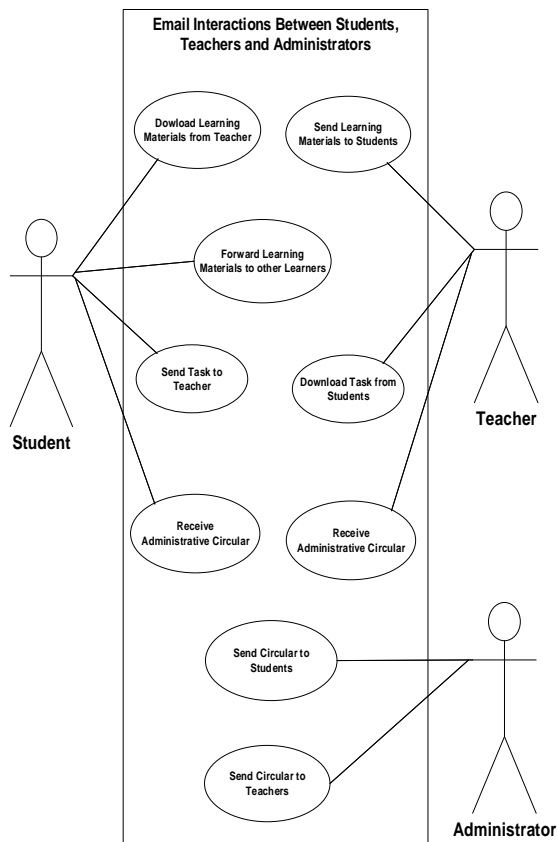 Email Interactions Between Students,
Teachers and Administrators
Dowload Learning
Materials from Teacher
Send Learning
Materials to Students
Forward Learning
Materials to other Learners
Send Task to
Teacher
Download Task from
Students
Student
Teacher
Receive
Administrative Circular
Receive
Administrative Circular
Send Circular to
Students
Send Circular to
Teachers
Administrator